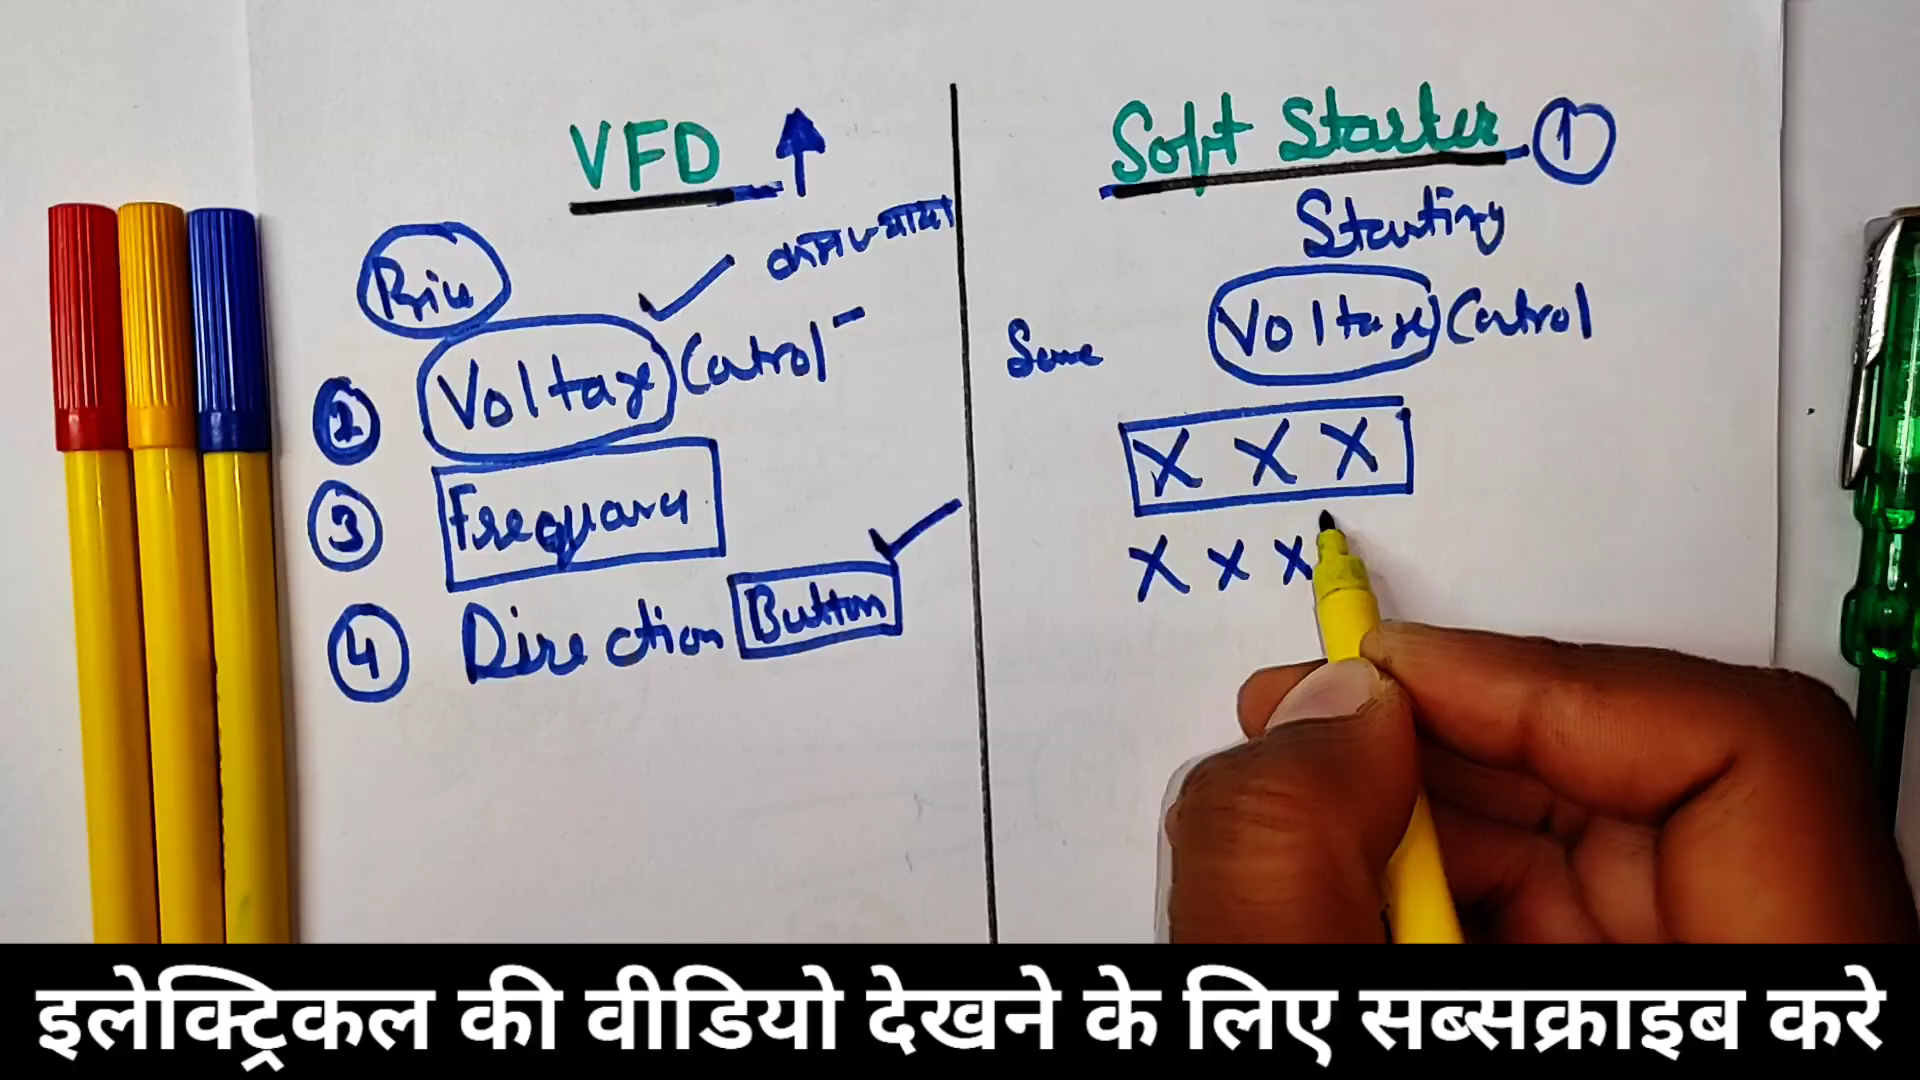 VFD
Price
2 Voltage Control
3 Frequency
4 Direction Button
Soft Starter 1
Starting
Same Voltage Control
X X X
X X X
इलेक्ट्रिकल की वीडियो देखने के लिए सब्सक्राइब करे